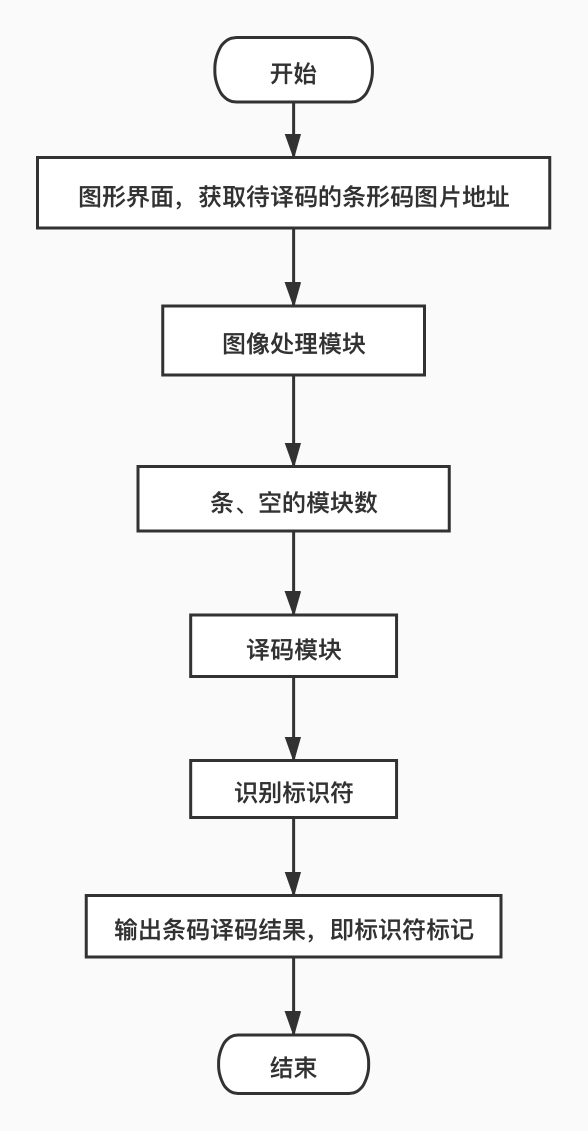 开始
图形界面，获取待译码的条形码图片地址
图像处理模块
条、空的模块数
译码模块
识别标识符
输出条码译码结果，即标识符标记
结束